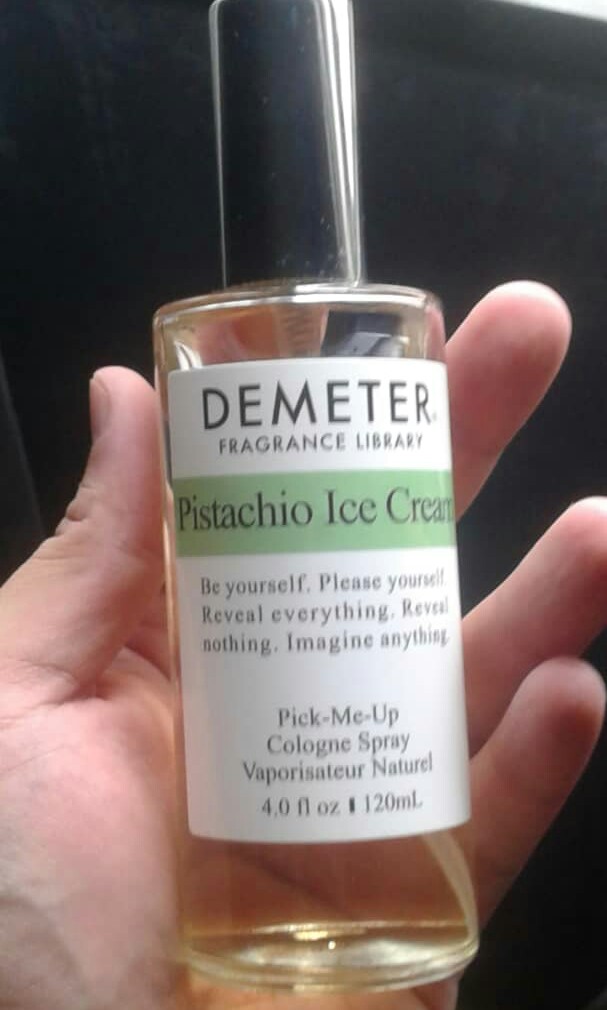 DEMETER®
FRAGRANCE LIBRARY
Pistachio Ice Cream
Be yourself. Please yourself.
Reveal everything. Reveal
nothing. Imagine anything.
Pick-Me-Up
Cologne Spray
Vaporisateur Naturel
4.0 fl oz ▮ 120mL